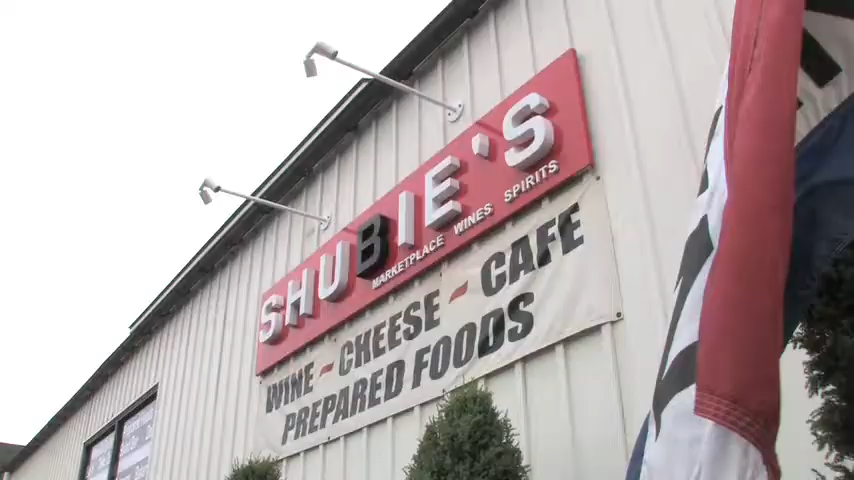 SHUBIE'S
MARKETPLACE WINES SPIRITS
WINE ~ CHEESE ~ CAFE
PREPARED FOODS